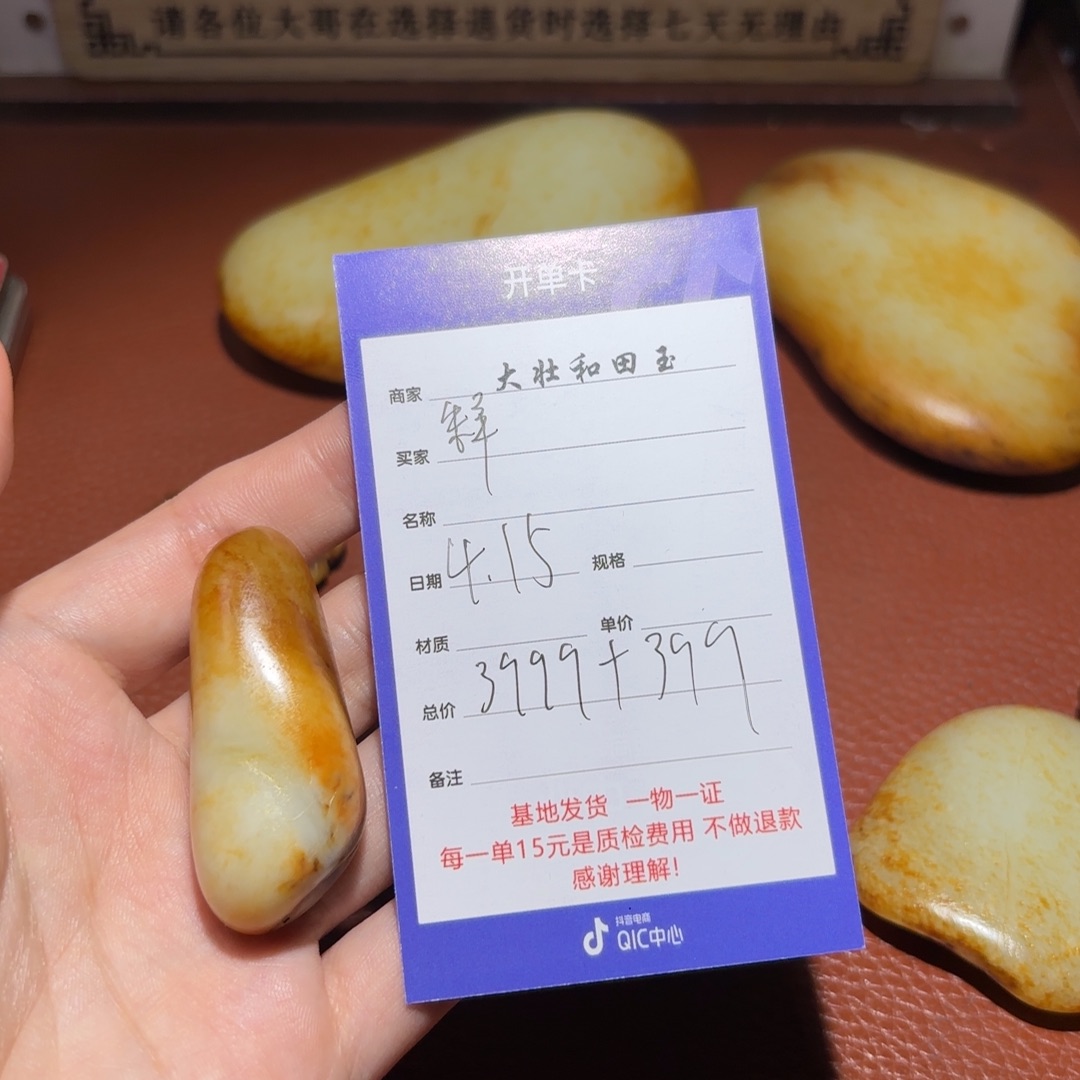 请各位大哥在选择退货时选择七天无理由
开单卡
商家 大壮和田玉
买家
名称
日期 4.15 规格
材质 单价
总价 3999+399
备注
基地发货 一物一证
每一单15元是质检费用 不做退款
感谢理解!
抖音电商
QIC中心